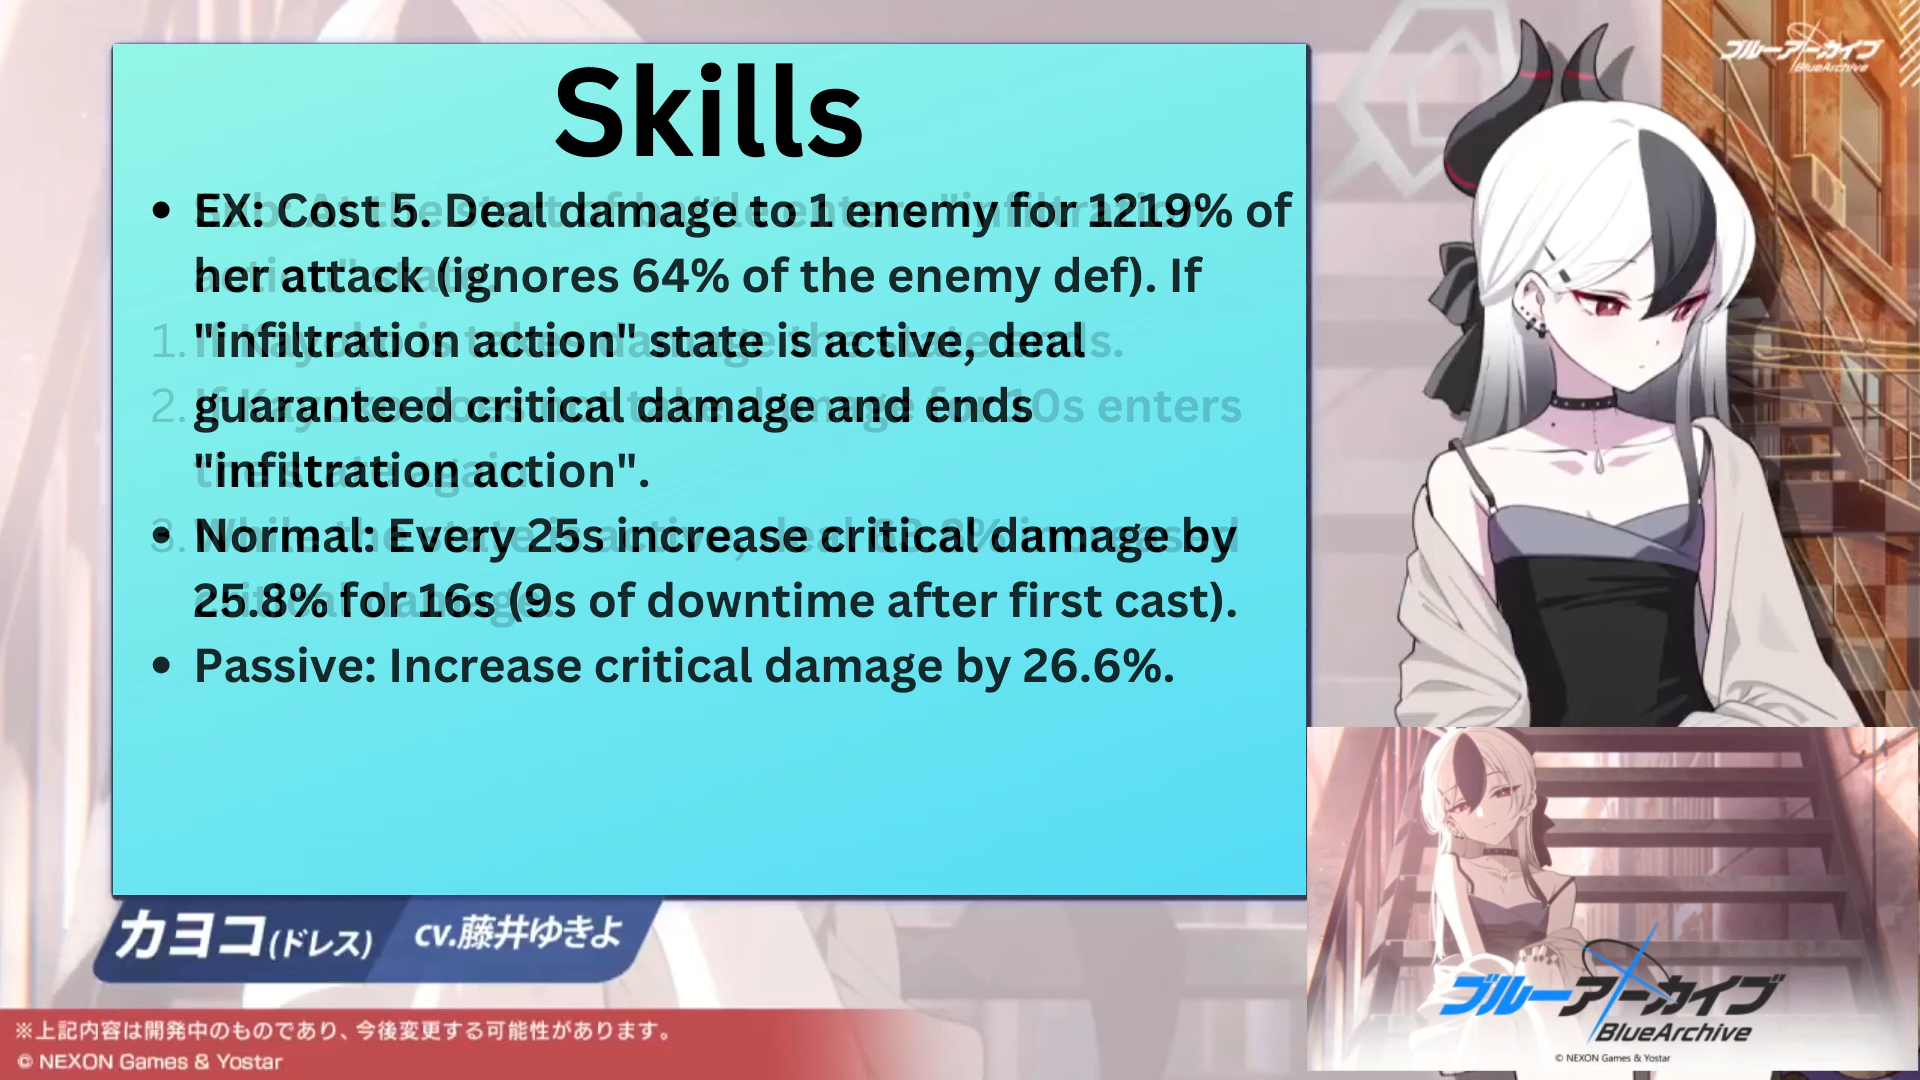 Skills
• EX: Cost 5. Deal damage to 1 enemy for 1219% of
her attack (ignores 64% of the enemy def). If
"infiltration action" state is active, deal
guaranteed critical damage and ends
"infiltration action".
• Normal: Every 25s increase critical damage by
25.8% for 16s (9s of downtime after first cast).
• Passive: Increase critical damage by 26.6%.
1.
2.
10s enters
3.
ブルーアーカイブ
BlueArchive
カヨコ(ドレス) cv.藤井ゆきよ
※上記内容は開発中のものであり、今後変更する可能性があります。
© NEXON Games & Yostar
ブルーアーカイブ
BlueArchive
© NEXON Games & Yostar